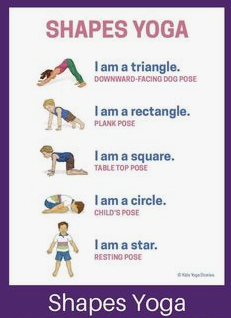 SHAPES YOGA
I am a triangle.
DOWNWARD-FACING DOG POSE
I am a rectangle.
PLANK POSE
I am a square.
TABLE TOP POSE
I am a circle.
CHILD'S POSE
I am a star.
RESTING POSE
© Kids Yoga Stories
Shapes Yoga